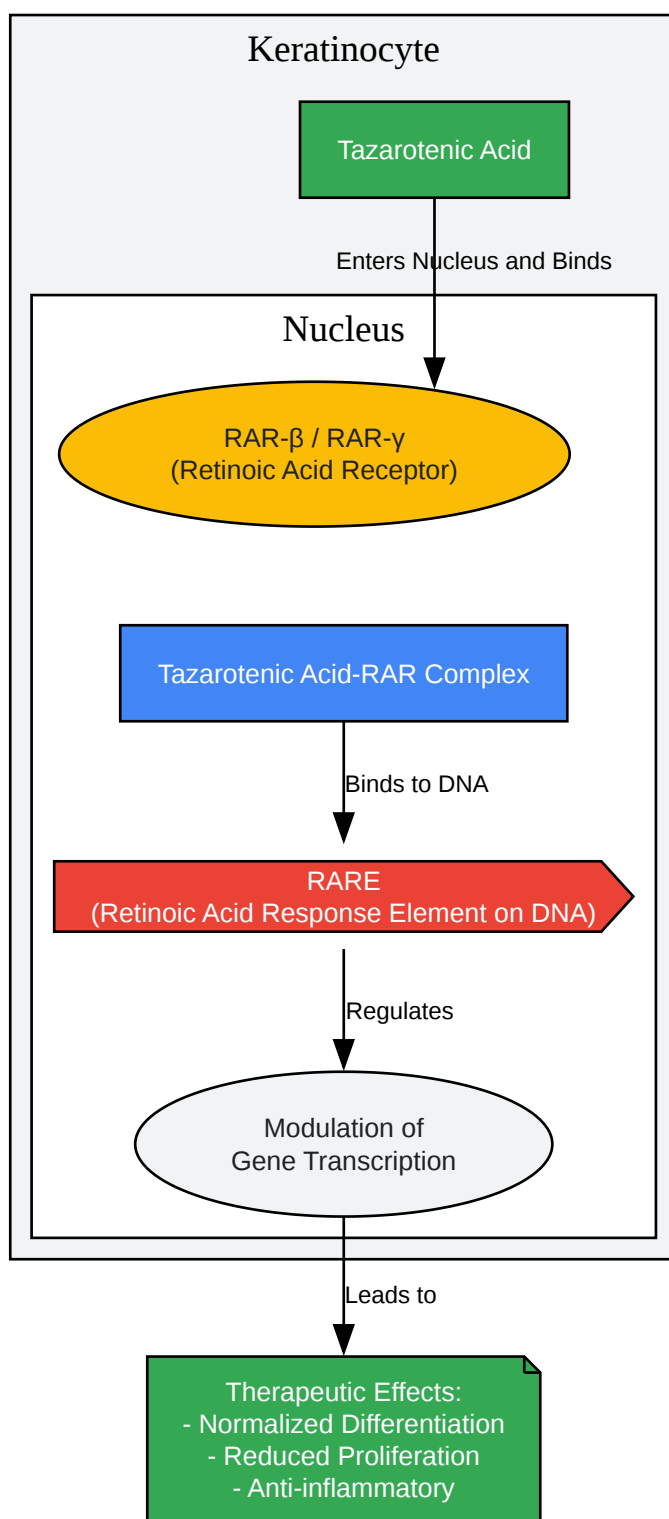 Keratinocyte
Tazarotenic Acid
Enters Nucleus and Binds
Nucleus
RAR-β / RAR-γ
(Retinoic Acid Receptor)
Tazarotenic Acid-RAR Complex
Binds to DNA
RARE
(Retinoic Acid Response Element on DNA)
Regulates
Modulation of
Gene Transcription
Leads to
Therapeutic Effects:
- Normalized Differentiation
- Reduced Proliferation
- Anti-inflammatory